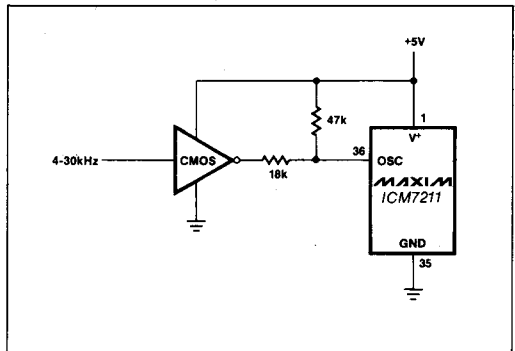 +5V
47k
1
V+
4-30kHz
CMOS
18k
36
OSC
MAXIM
ICM7211
GND
35